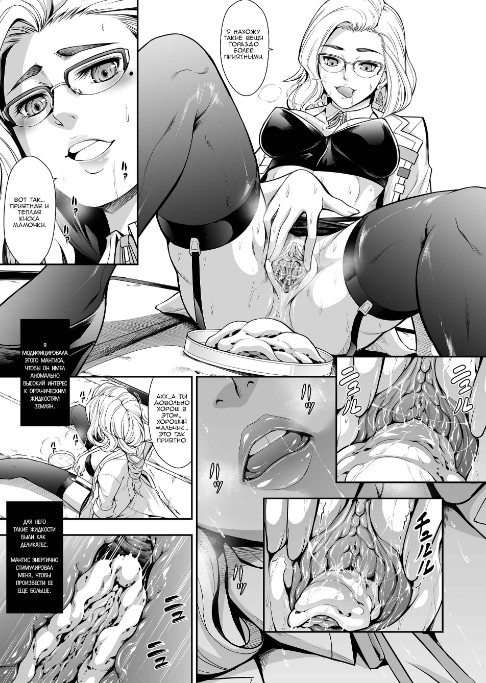 Я НАХОЖУ
ТАКИЕ ВЕЩИ
ГОРАЗДО
БОЛЕЕ
ПРИЯТНЫМИ.
ВОТ ТАК...
ПРИЯТНАЯ И
ТЕПЛАЯ
КИСКА
МАМОЧКИ.
Я
МОДИФИЦИРОВАЛА
ЭТОГО МАНТИСА,
ЧТОБЫ ОН ИМЕЛ
АНОМАЛЬНО
ВЫСОКИЙ ИНТЕРЕС
К ОРГАНИЧЕСКИМ
ЖИДКОСТЯМ
ЗЕМЛЯН.
АХХ...А ТЫ
ДОВОЛЬНО
ХОРОШ В
ЭТОМ...
ХОРОШИЙ
МАЛЬЧИК...
ЭТО ТАК
ПРИЯТНО.
ニュル
ニュル
チュルル
ДЛЯ НЕГО
ТАКИЕ ЖИДКОСТИ
БЫЛИ КАК
ДЕЛИКАТЕС.
МАНТИС ЭНЕРГИЧНО
СТИМУЛИРОВАЛ
МЕНЯ, ЧТОБЫ
ПРОИЗВЕСТИ ИХ
ЕЩЕ БОЛЬШЕ.